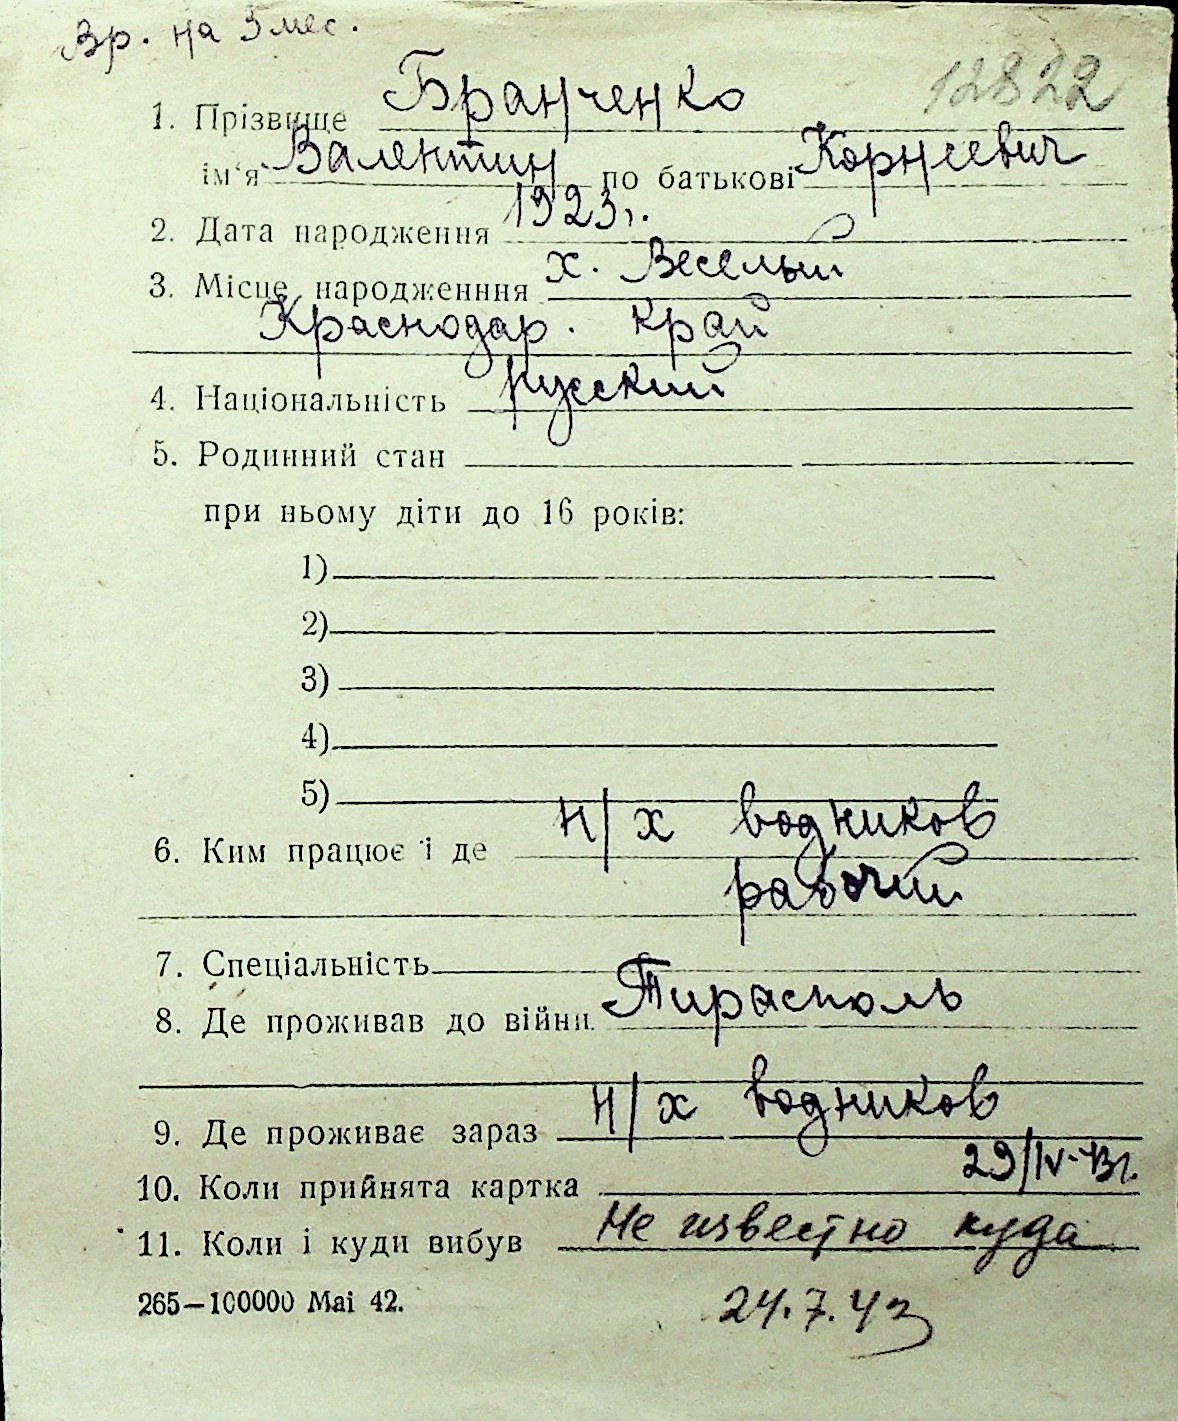 Вр. на 3 мес.
12822
1. Прізвище Бранченко
ім'я Валентин по батькові Корнеевич
2. Дата народження 1923г.
3. Місце народженння х. Веселый
Краснодар. край
4. Національність русский
5. Родинний стан
при ньому діти до 16 років:
1)
2)
3)
4)
5)
6. Ким працює і де н/х водников
рабочий
7. Спеціальність
8. Де проживав до війни. Тирасполь
9. Де проживає зараз н/х водников
10. Коли прийнята картка 29/IV-43г.
11. Коли і куди вибув Не известно куда
265—100000 Mai 42.
24.7.43